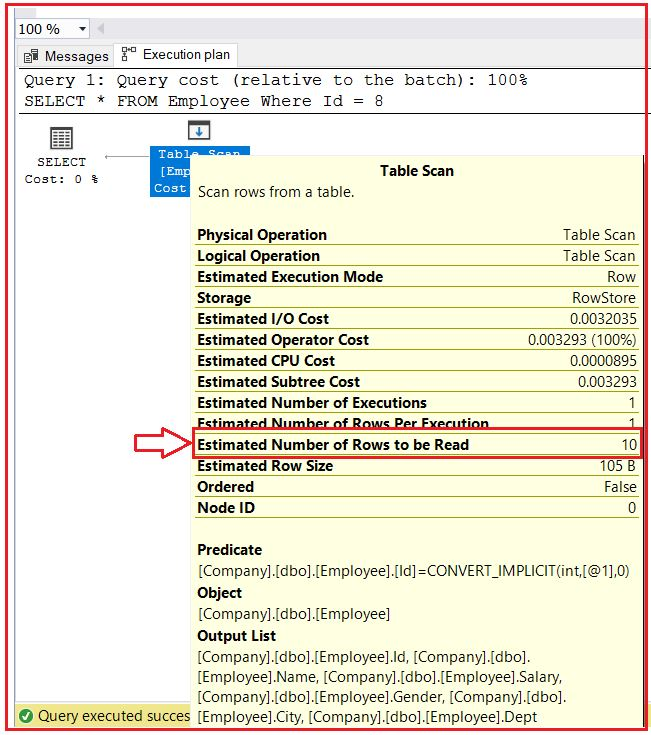 100 %
Messages Execution plan
Query 1: Query cost (relative to the batch): 100%
SELECT * FROM Employee Where Id = 8
SELECT
Cost: 0 %
Table Scan
Cost:
Table Scan
Scan rows from a table.
Physical Operation Table Scan
Logical Operation Table Scan
Estimated Execution Mode Row
Storage RowStore
Estimated I/O Cost 0.0032035
Estimated Operator Cost 0.003293 (100%)
Estimated CPU Cost 0.0000895
Estimated Subtree Cost 0.003293
Estimated Number of Executions 1
Estimated Number of Rows Per Execution 1
Estimated Number of Rows to be Read 10
Estimated Row Size 105 B
Ordered False
Node ID 0
Predicate
[Company].[dbo].[Employee].[Id]=CONVERT_IMPLICIT(int,[@1],0)
Object
[Company].[dbo].[Employee]
Output List
[Company].[dbo].[Employee].Id, [Company].[dbo].
[Employee].Name, [Company].[dbo].[Employee].Salary,
[Company].[dbo].[Employee].Gender, [Company].[dbo].
[Employee].City, [Company].[dbo].[Employee].Dept
Query executed succes